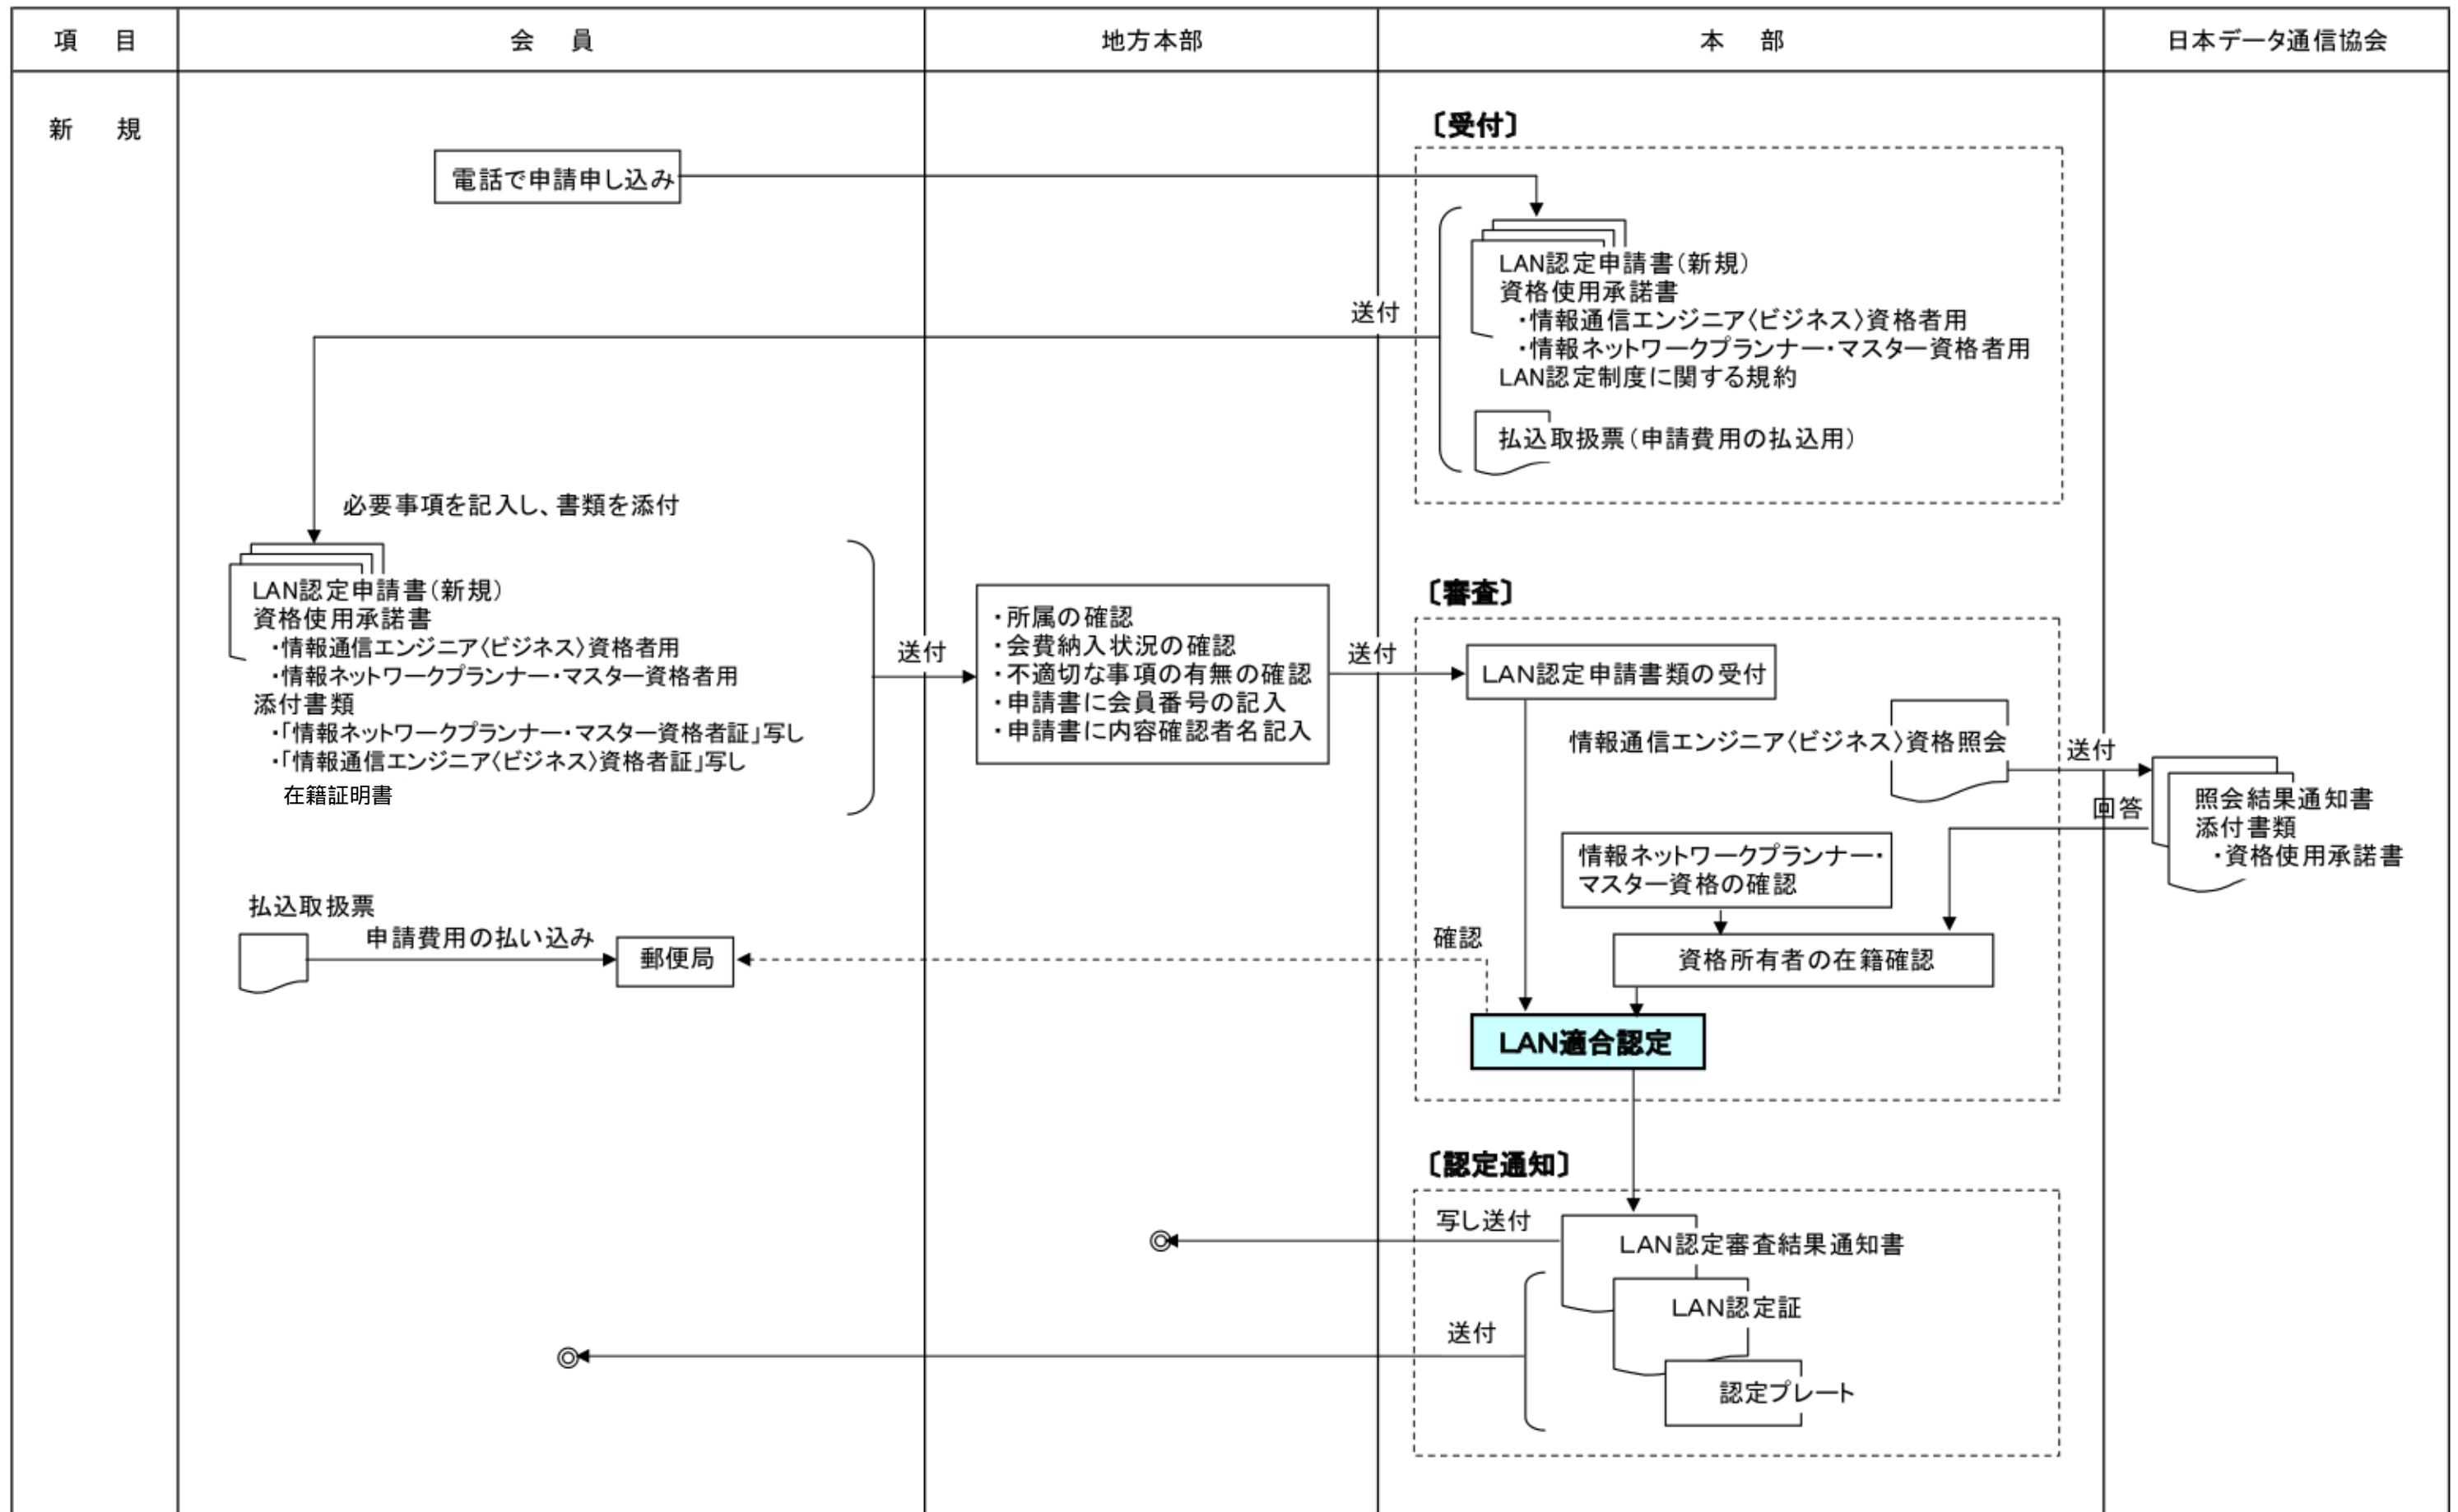 項　目
会　員
地方本部
本　部
日本データ通信協会
新　規
〔受付〕
電話で申請申し込み
LAN認定申請書（新規）
資格使用承諾書
・情報通信エンジニア〈ビジネス〉資格者用
・情報ネットワークプランナー・マスター資格者用
LAN認定制度に関する規約
払込取扱票（申請費用の払込用）
送付
必要事項を記入し、書類を添付
LAN認定申請書（新規）
資格使用承諾書
・情報通信エンジニア〈ビジネス〉資格者用
・情報ネットワークプランナー・マスター資格者用
添付書類
・「情報ネットワークプランナー・マスター資格者証」写し
・「情報通信エンジニア〈ビジネス〉資格者証」写し
在籍証明書
送付
・所属の確認
・会費納入状況の確認
・不適切な事項の有無の確認
・申請書に会員番号の記入
・申請書に内容確認者名記入
送付
〔審査〕
LAN認定申請書類の受付
情報通信エンジニア〈ビジネス〉資格照会
送付
回答
照会結果通知書
添付書類
・資格使用承諾書
情報ネットワークプランナー・
マスター資格の確認
払込取扱票
申請費用の払い込み
郵便局
確認
資格所有者の在籍確認
LAN適合認定
〔認定通知〕
写し送付
LAN認定審査結果通知書
LAN認定証
送付
認定プレート